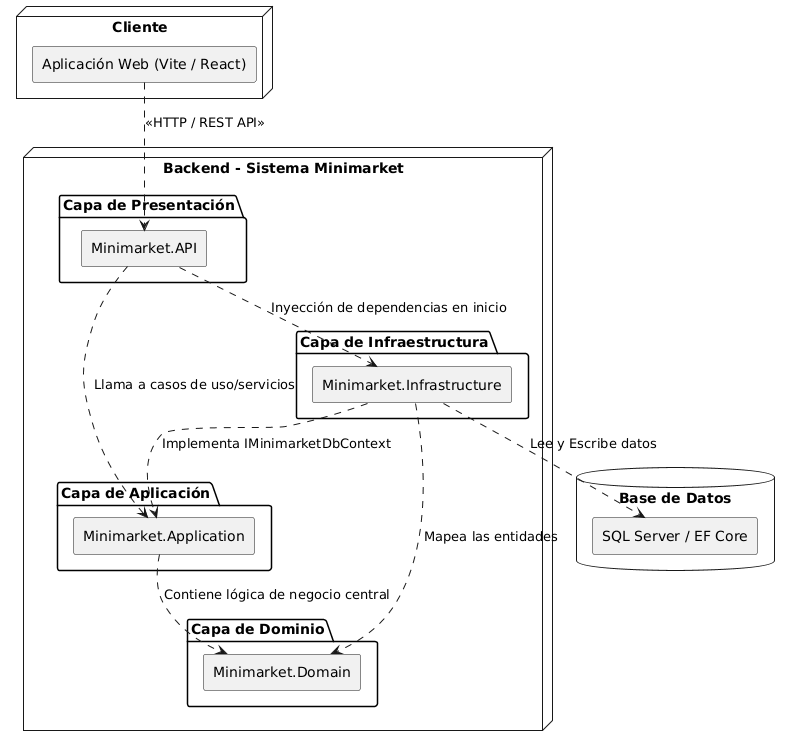 Cliente
Aplicación Web (Vite / React)
«HTTP / REST API»
Backend - Sistema Minimarket
Capa de Presentación
Minimarket.API
Inyección de dependencias en inicio
Capa de Infraestructura
Minimarket.Infrastructure
Llama a casos de uso/servicios
Implementa IMinimarketDbContext
Lee y Escribe datos
Capa de Aplicación
Minimarket.Application
Base de Datos
SQL Server / EF Core
Mapea las entidades
Contiene lógica de negocio central
Capa de Dominio
Minimarket.Domain